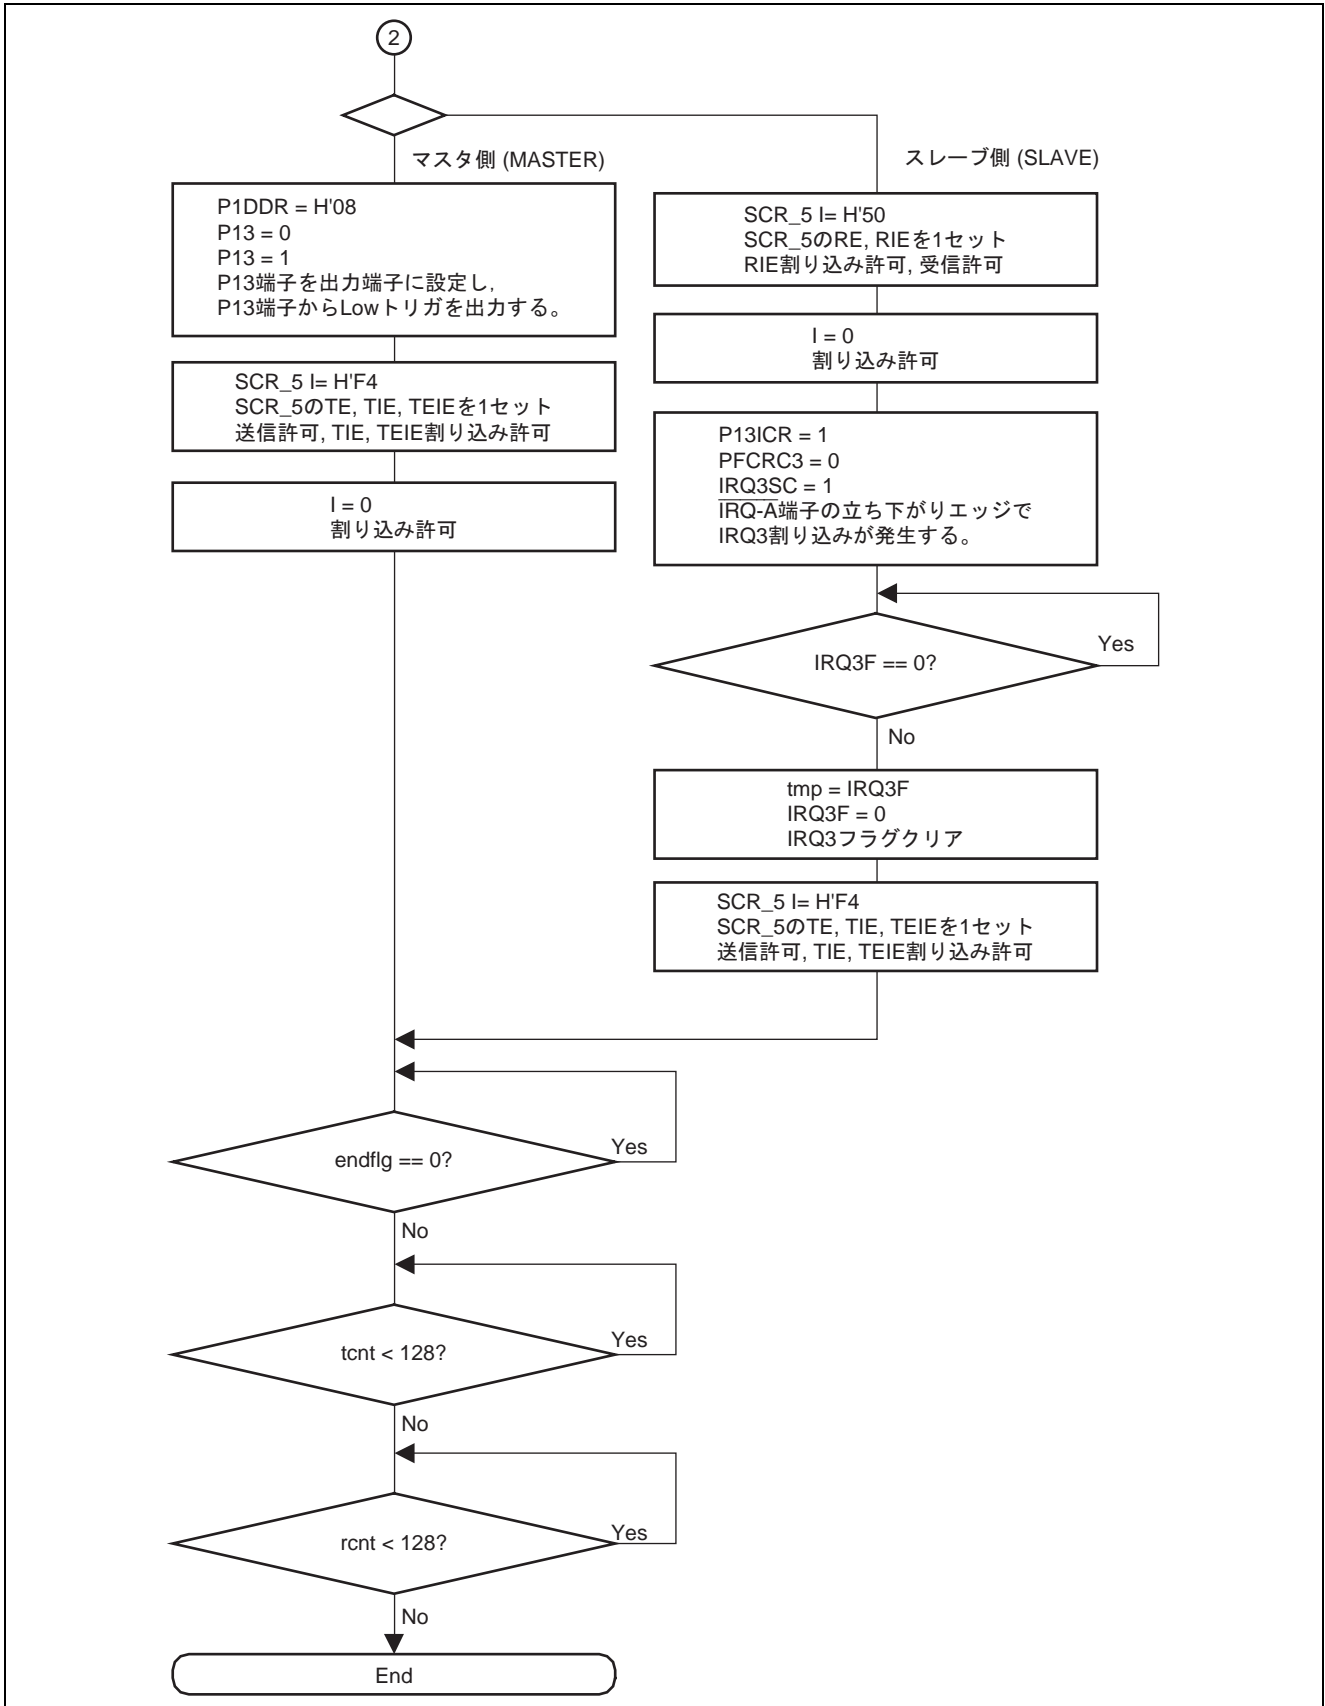 2
マスタ側 (MASTER)
P1DDR = H'08
P13 = 0
P13 = 1
P13端子を出力端子に設定し,
P13端子からLowトリガを出力する。
SCR_5 I= H'F4
SCR_5のTE, TIE, TEIEを1セット
送信許可, TIE, TEIE割り込み許可
I = 0
割り込み許可
スレーブ側 (SLAVE)
SCR_5 I= H'50
SCR_5のRE, RIEを1セット
RIE割り込み許可, 受信許可
I = 0
割り込み許可
P13ICR = 1
PFCRC3 = 0
IRQ3SC = 1
IRQ-A端子の立ち下がりエッジで
IRQ3割り込みが発生する。
IRQ3F == 0?
Yes
No
tmp = IRQ3F
IRQ3F = 0
IRQ3フラグクリア
SCR_5 I= H'F4
SCR_5のTE, TIE, TEIEを1セット
送信許可, TIE, TEIE割り込み許可
endflg == 0?
Yes
No
tcnt < 128?
Yes
No
rcnt < 128?
Yes
No
End